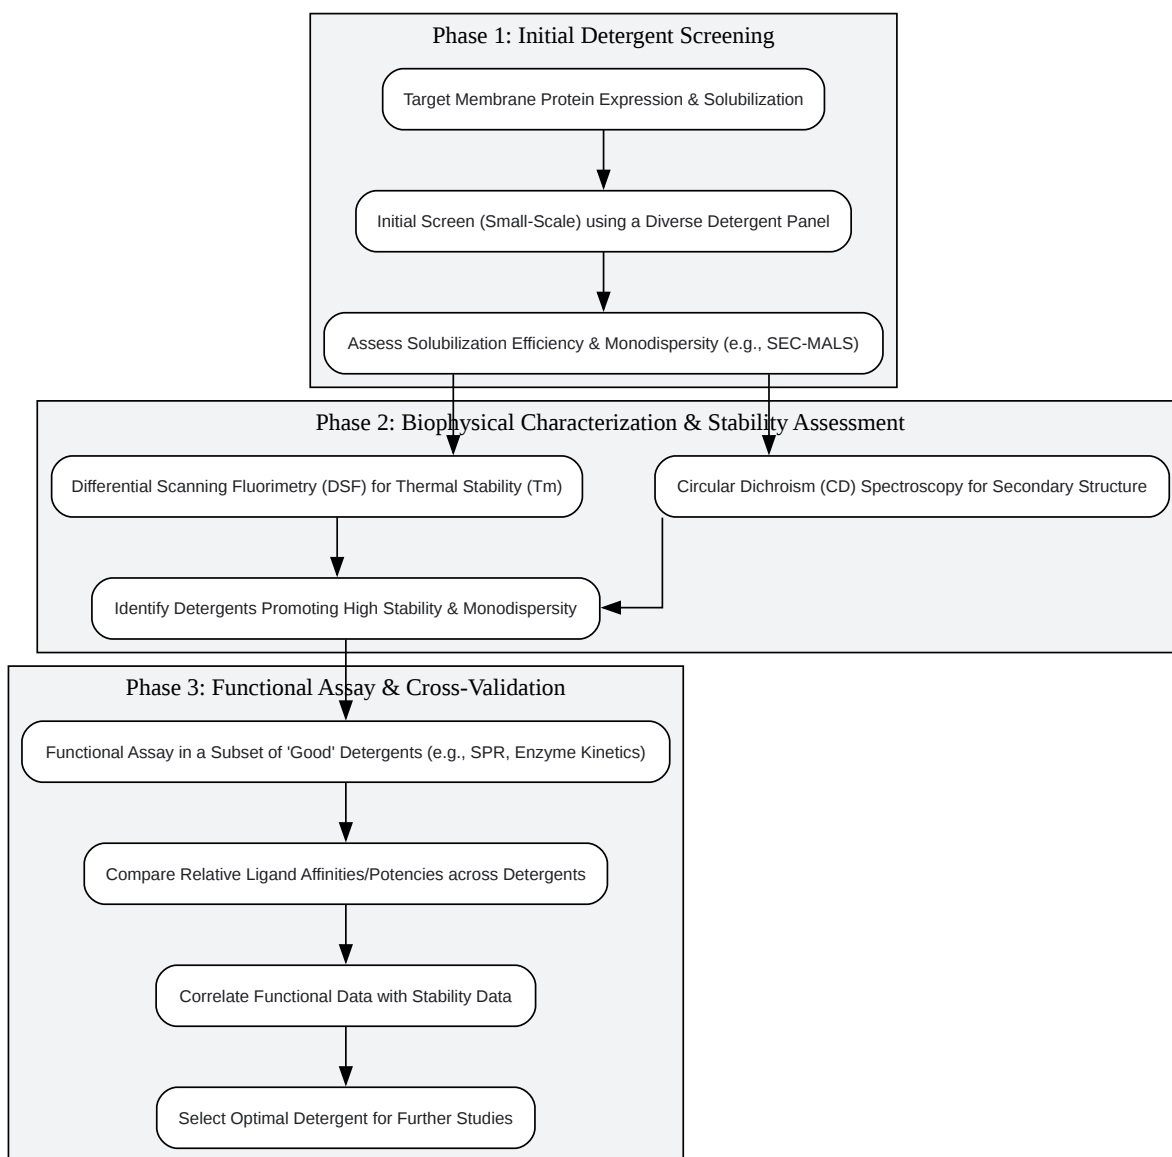 Phase 1: Initial Detergent Screening
Target Membrane Protein Expression & Solubilization
Initial Screen (Small-Scale) using a Diverse Detergent Panel
Assess Solubilization Efficiency & Monodispersity (e.g., SEC-MALS)
Phase 2: Biophysical Characterization & Stability Assessment
Differential Scanning Fluorimetry (DSF) for Thermal Stability (Tm)
Circular Dichroism (CD) Spectroscopy for Secondary Structure
Identify Detergents Promoting High Stability & Monodispersity
Phase 3: Functional Assay & Cross-Validation
Functional Assay in a Subset of 'Good' Detergents (e.g., SPR, Enzyme Kinetics)
Compare Relative Ligand Affinities/Potencies across Detergents
Correlate Functional Data with Stability Data
Select Optimal Detergent for Further Studies